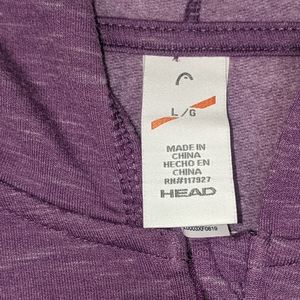 L/G
MADE IN
CHINA
HECHO EN
CHINA
RN#117927
HEAD